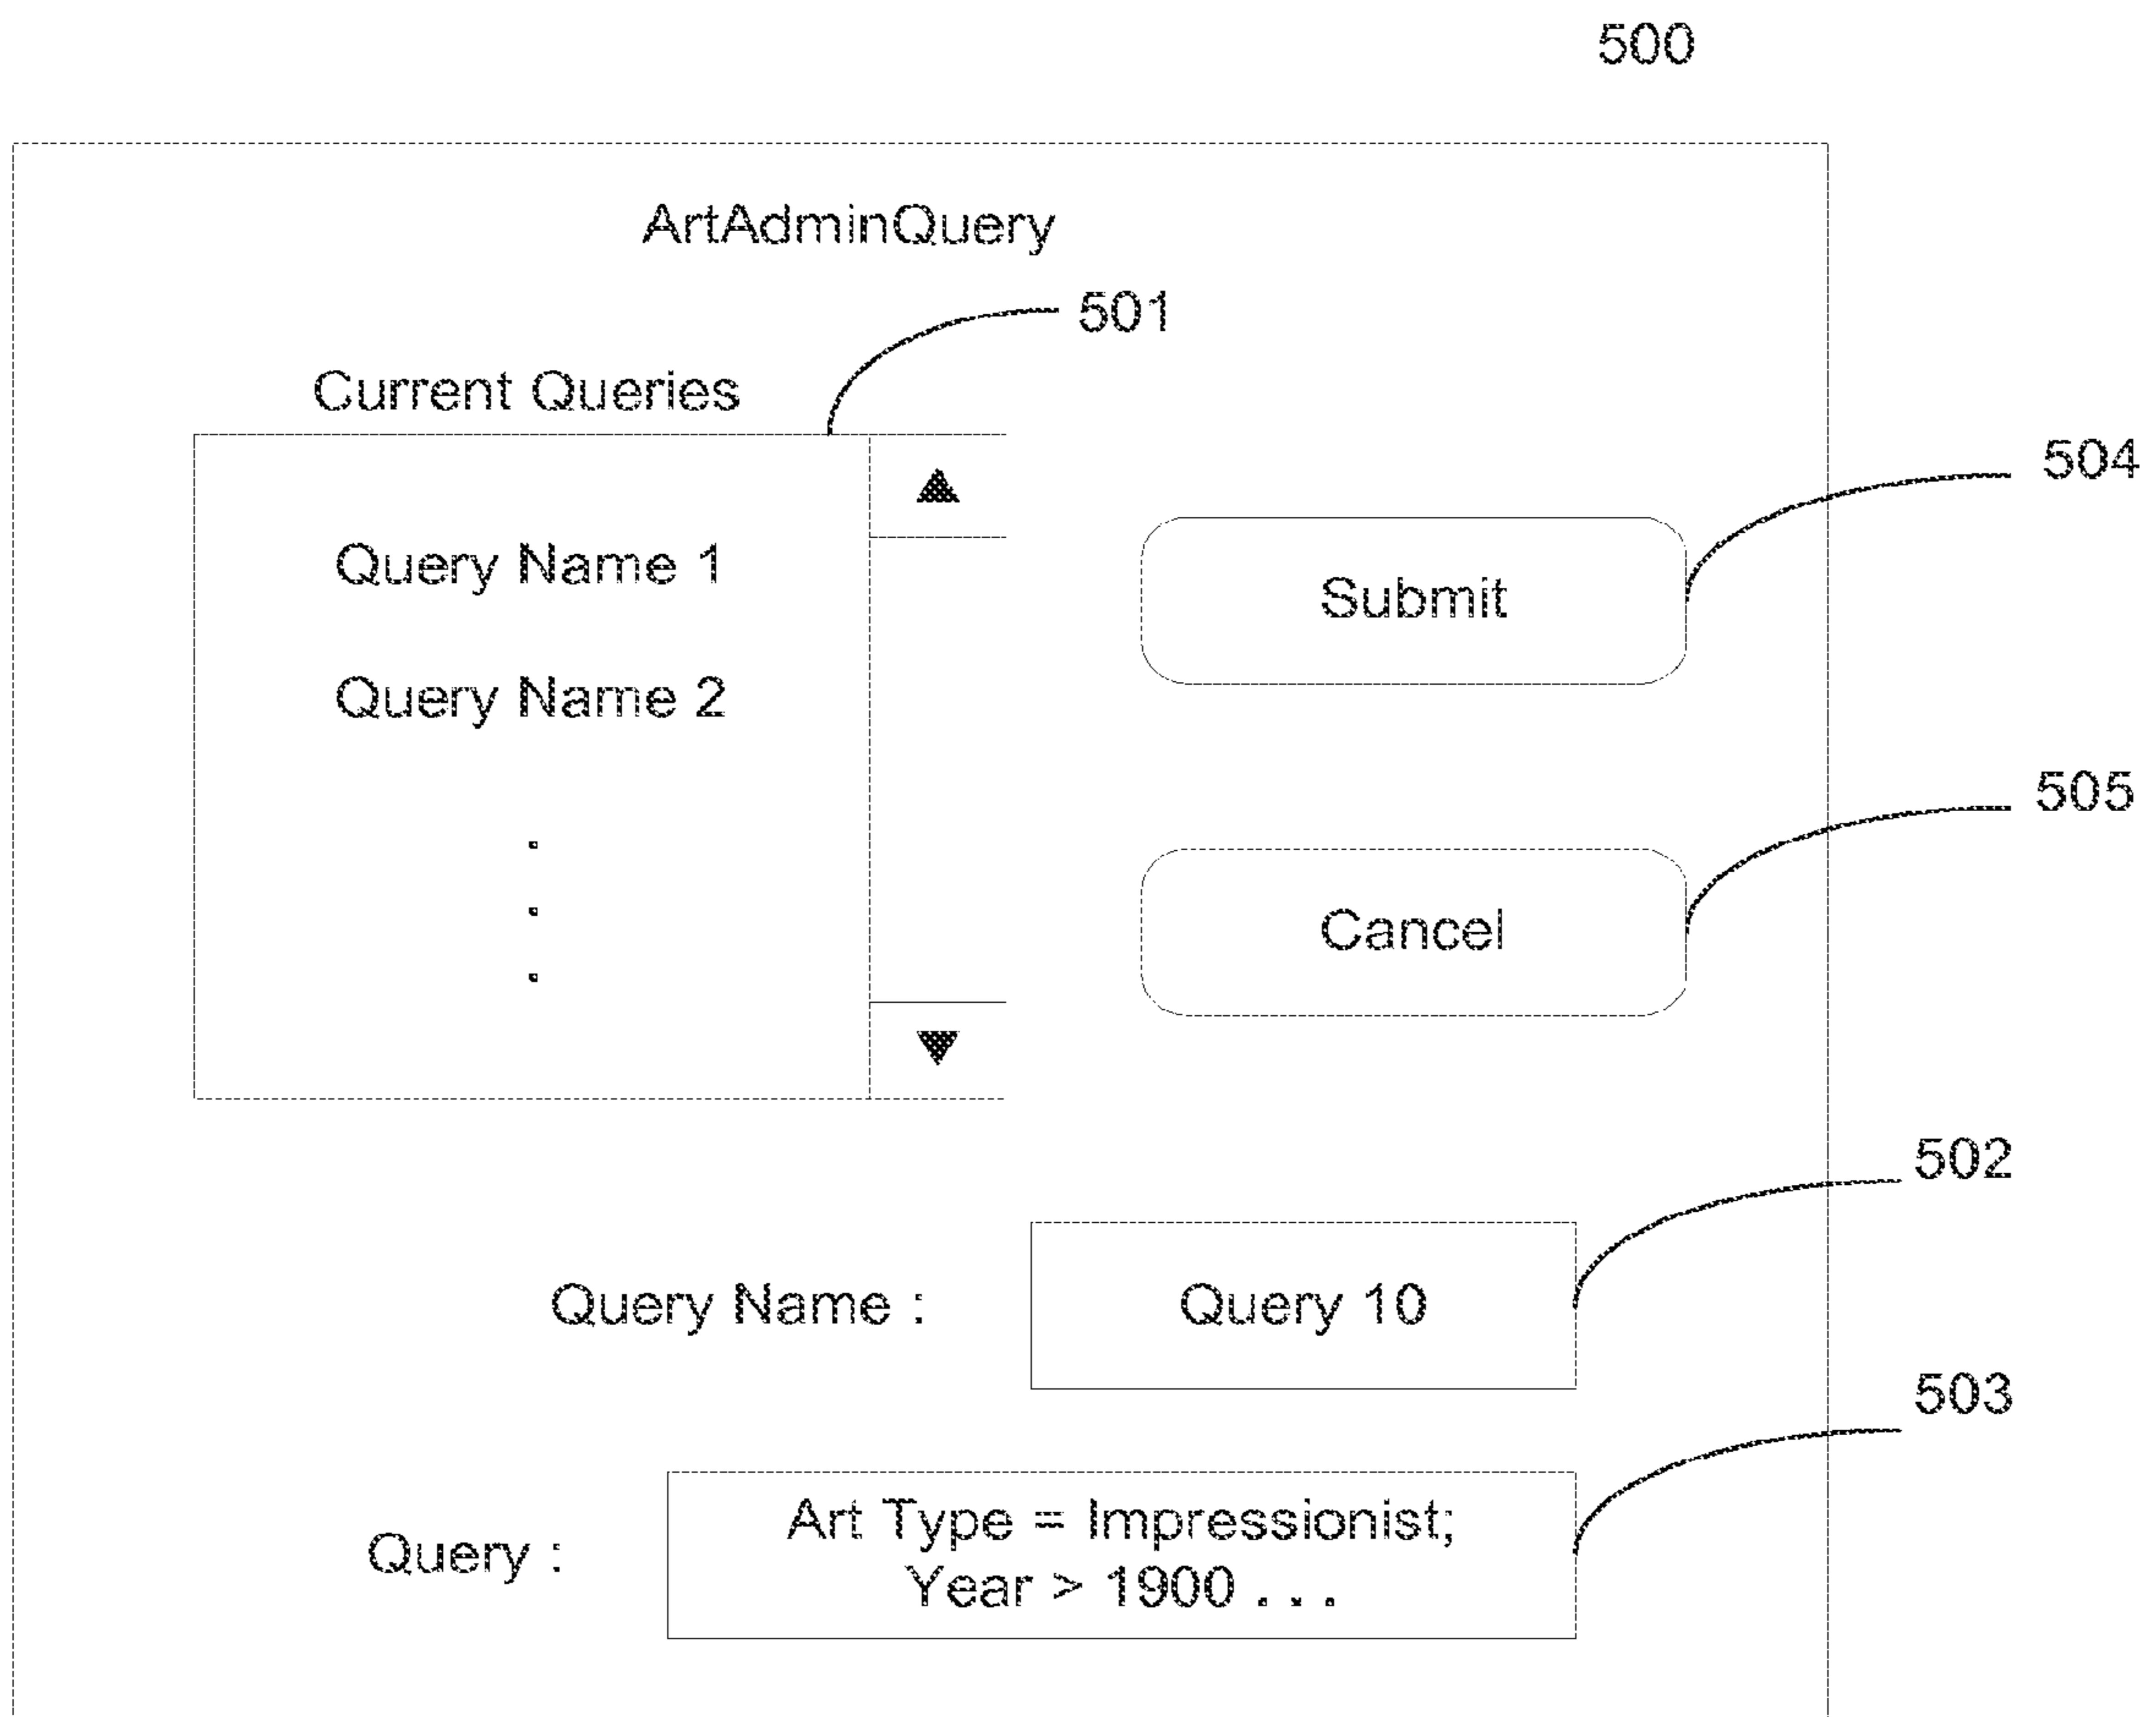 500
ArtAdminQuery
501
Current Queries
504
Query Name 1
Submit
Query Name 2
505
.
.
.
Cancel
502
Query Name :
Query 10
503
Query :
Art Type = Impressionist;
Year > 1900 . . .